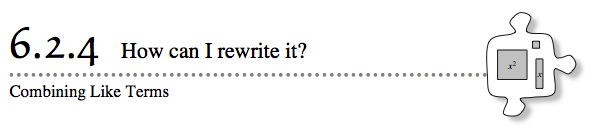 6.2.4 How can I rewrite it?
Combining Like Terms
x²
x